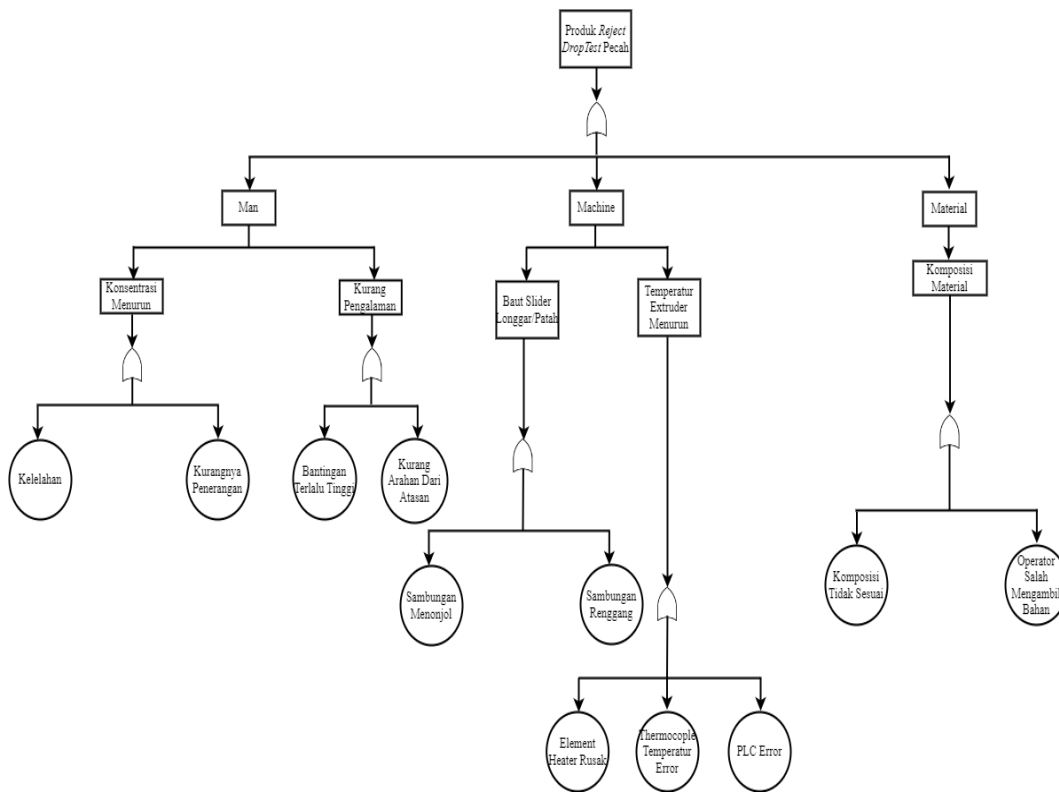 Produk Reject
DropTest Pecah
Man
Machine
Material
Konsentrasi
Menurun
Kurang
Pengalaman
Baut Slider
Longgar/Patah
Temperatur
Extruder
Menurun
Komposisi
Material
Kelelahan
Kurangnya
Penerangan
Bantingan
Terlalu Tinggi
Kurang
Arahan Dari
Atasan
Sambungan
Menonjol
Sambungan
Renggang
Komposisi
Tidak Sesuai
Operator
Salah
Mengambil
Bahan
Element
Heater Rusak
Thermocople
Temperatur
Error
PLC Error